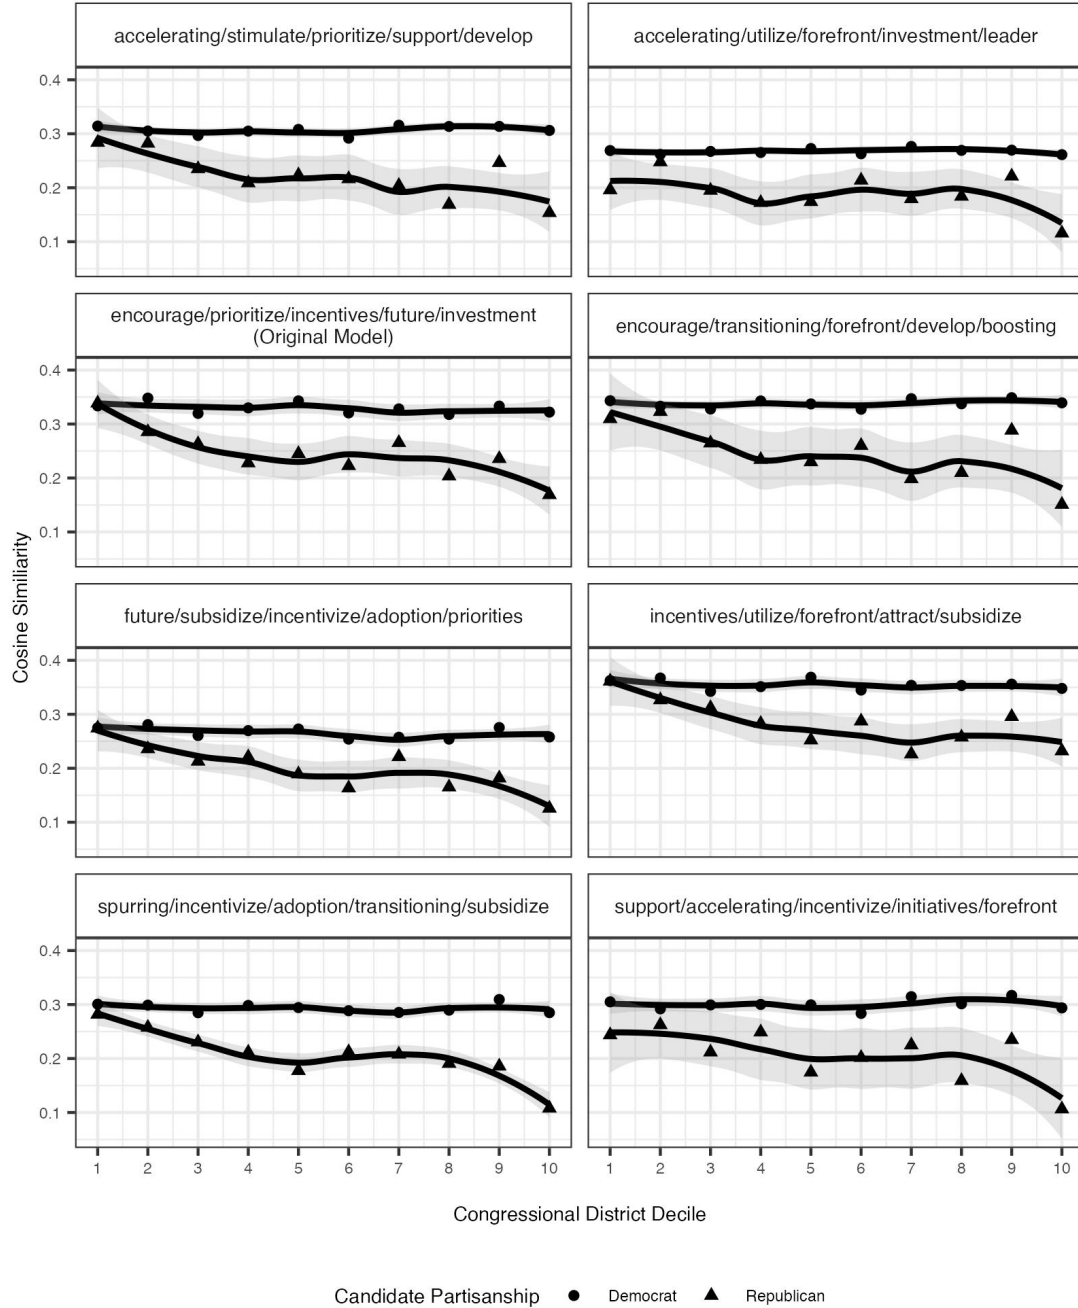 accelerating/stimulate/prioritize/support/develop
accelerating/utilize/forefront/investment/leader
0.4
0.3
0.2
0.1
encourage/prioritize/incentives/future/investment
(Original Model)
encourage/transitioning/forefront/develop/boosting
0.4
0.3
0.2
0.1
Cosine Similiarity
future/subsidize/incentivize/adoption/priorities
incentives/utilize/forefront/attract/subsidize
0.4
0.3
0.2
0.1
spurring/incentivize/adoption/transitioning/subsidize
support/accelerating/incentivize/initiatives/forefront
0.4
0.3
0.2
0.1
1 2 3 4 5 6 7 8 9 10
1 2 3 4 5 6 7 8 9 10
Congressional District Decile
Candidate Partisanship Democrat Republican